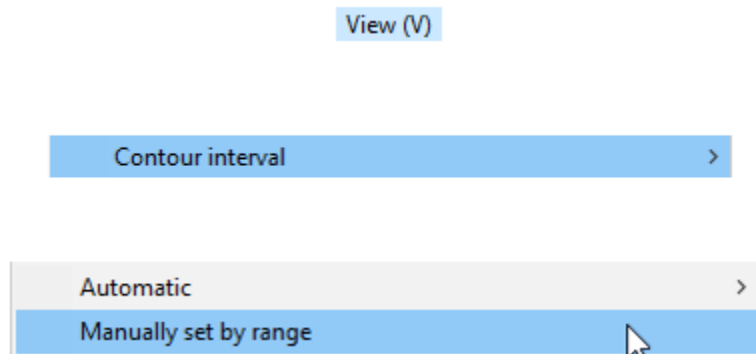 View (V)
Contour interval
Automatic
Manually set by range